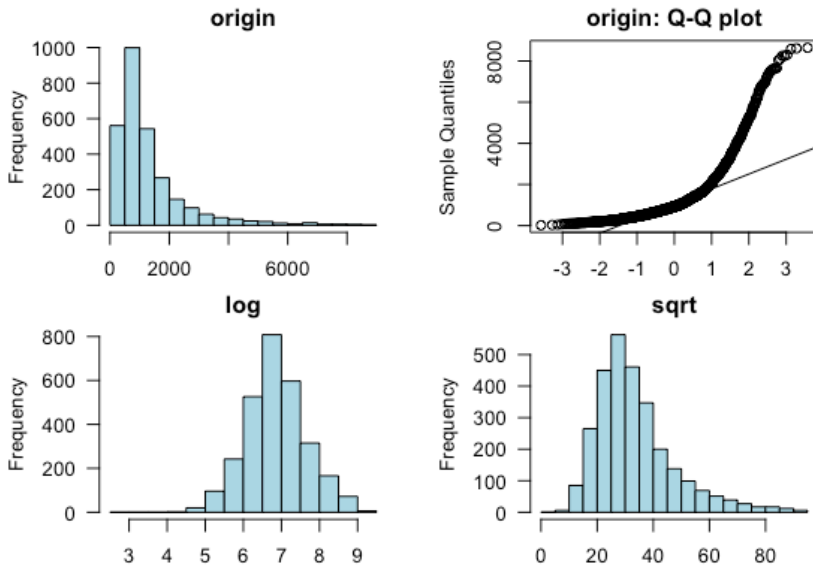 origin
Frequency
1000
800
600
400
200
0
0 2000 6000
origin: Q-Q plot
Sample Quantiles
8000
4000
0
-3 -2 -1 0 1 2 3
log
Frequency
800
600
400
200
0
3 4 5 6 7 8 9
sqrt
Frequency
500
400
300
200
100
0
0 20 40 60 80